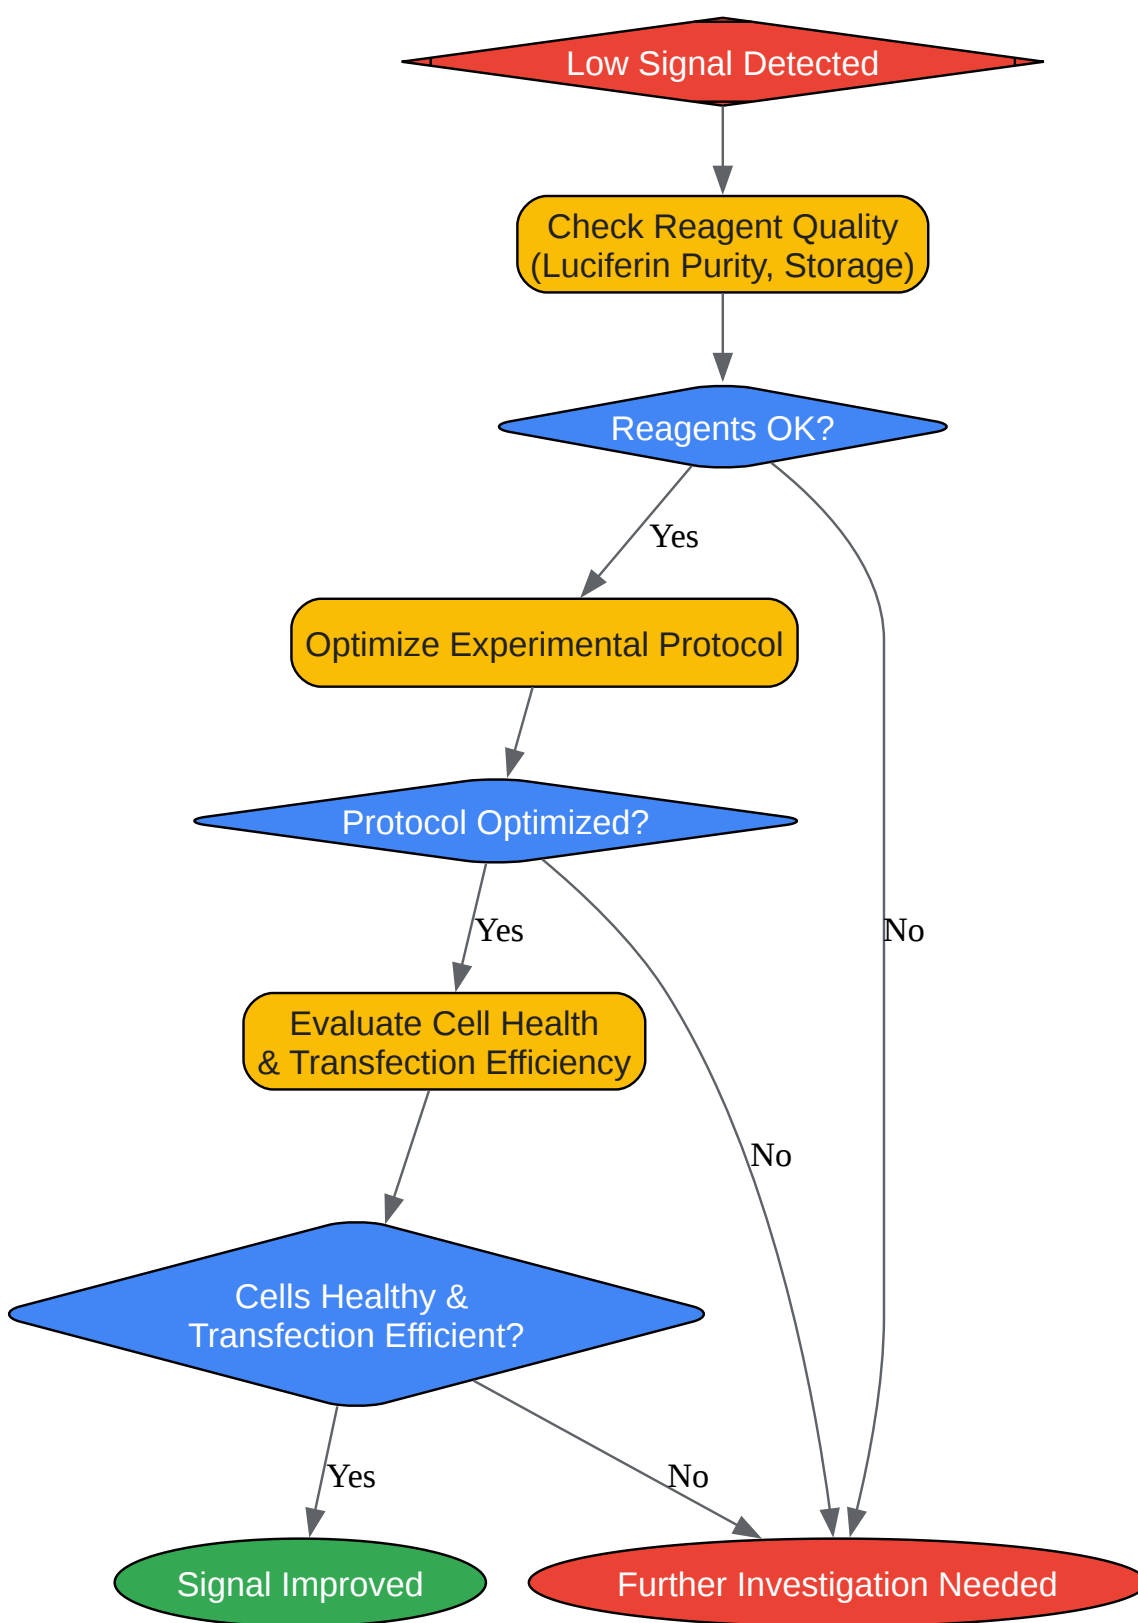 Low Signal Detected
Check Reagent Quality
(Luciferin Purity, Storage)
Reagents OK?
Yes
Optimize Experimental Protocol
Protocol Optimized?
Yes
No
Evaluate Cell Health
& Transfection Efficiency
No
Cells Healthy &
Transfection Efficient?
Yes
No
Signal Improved
Further Investigation Needed